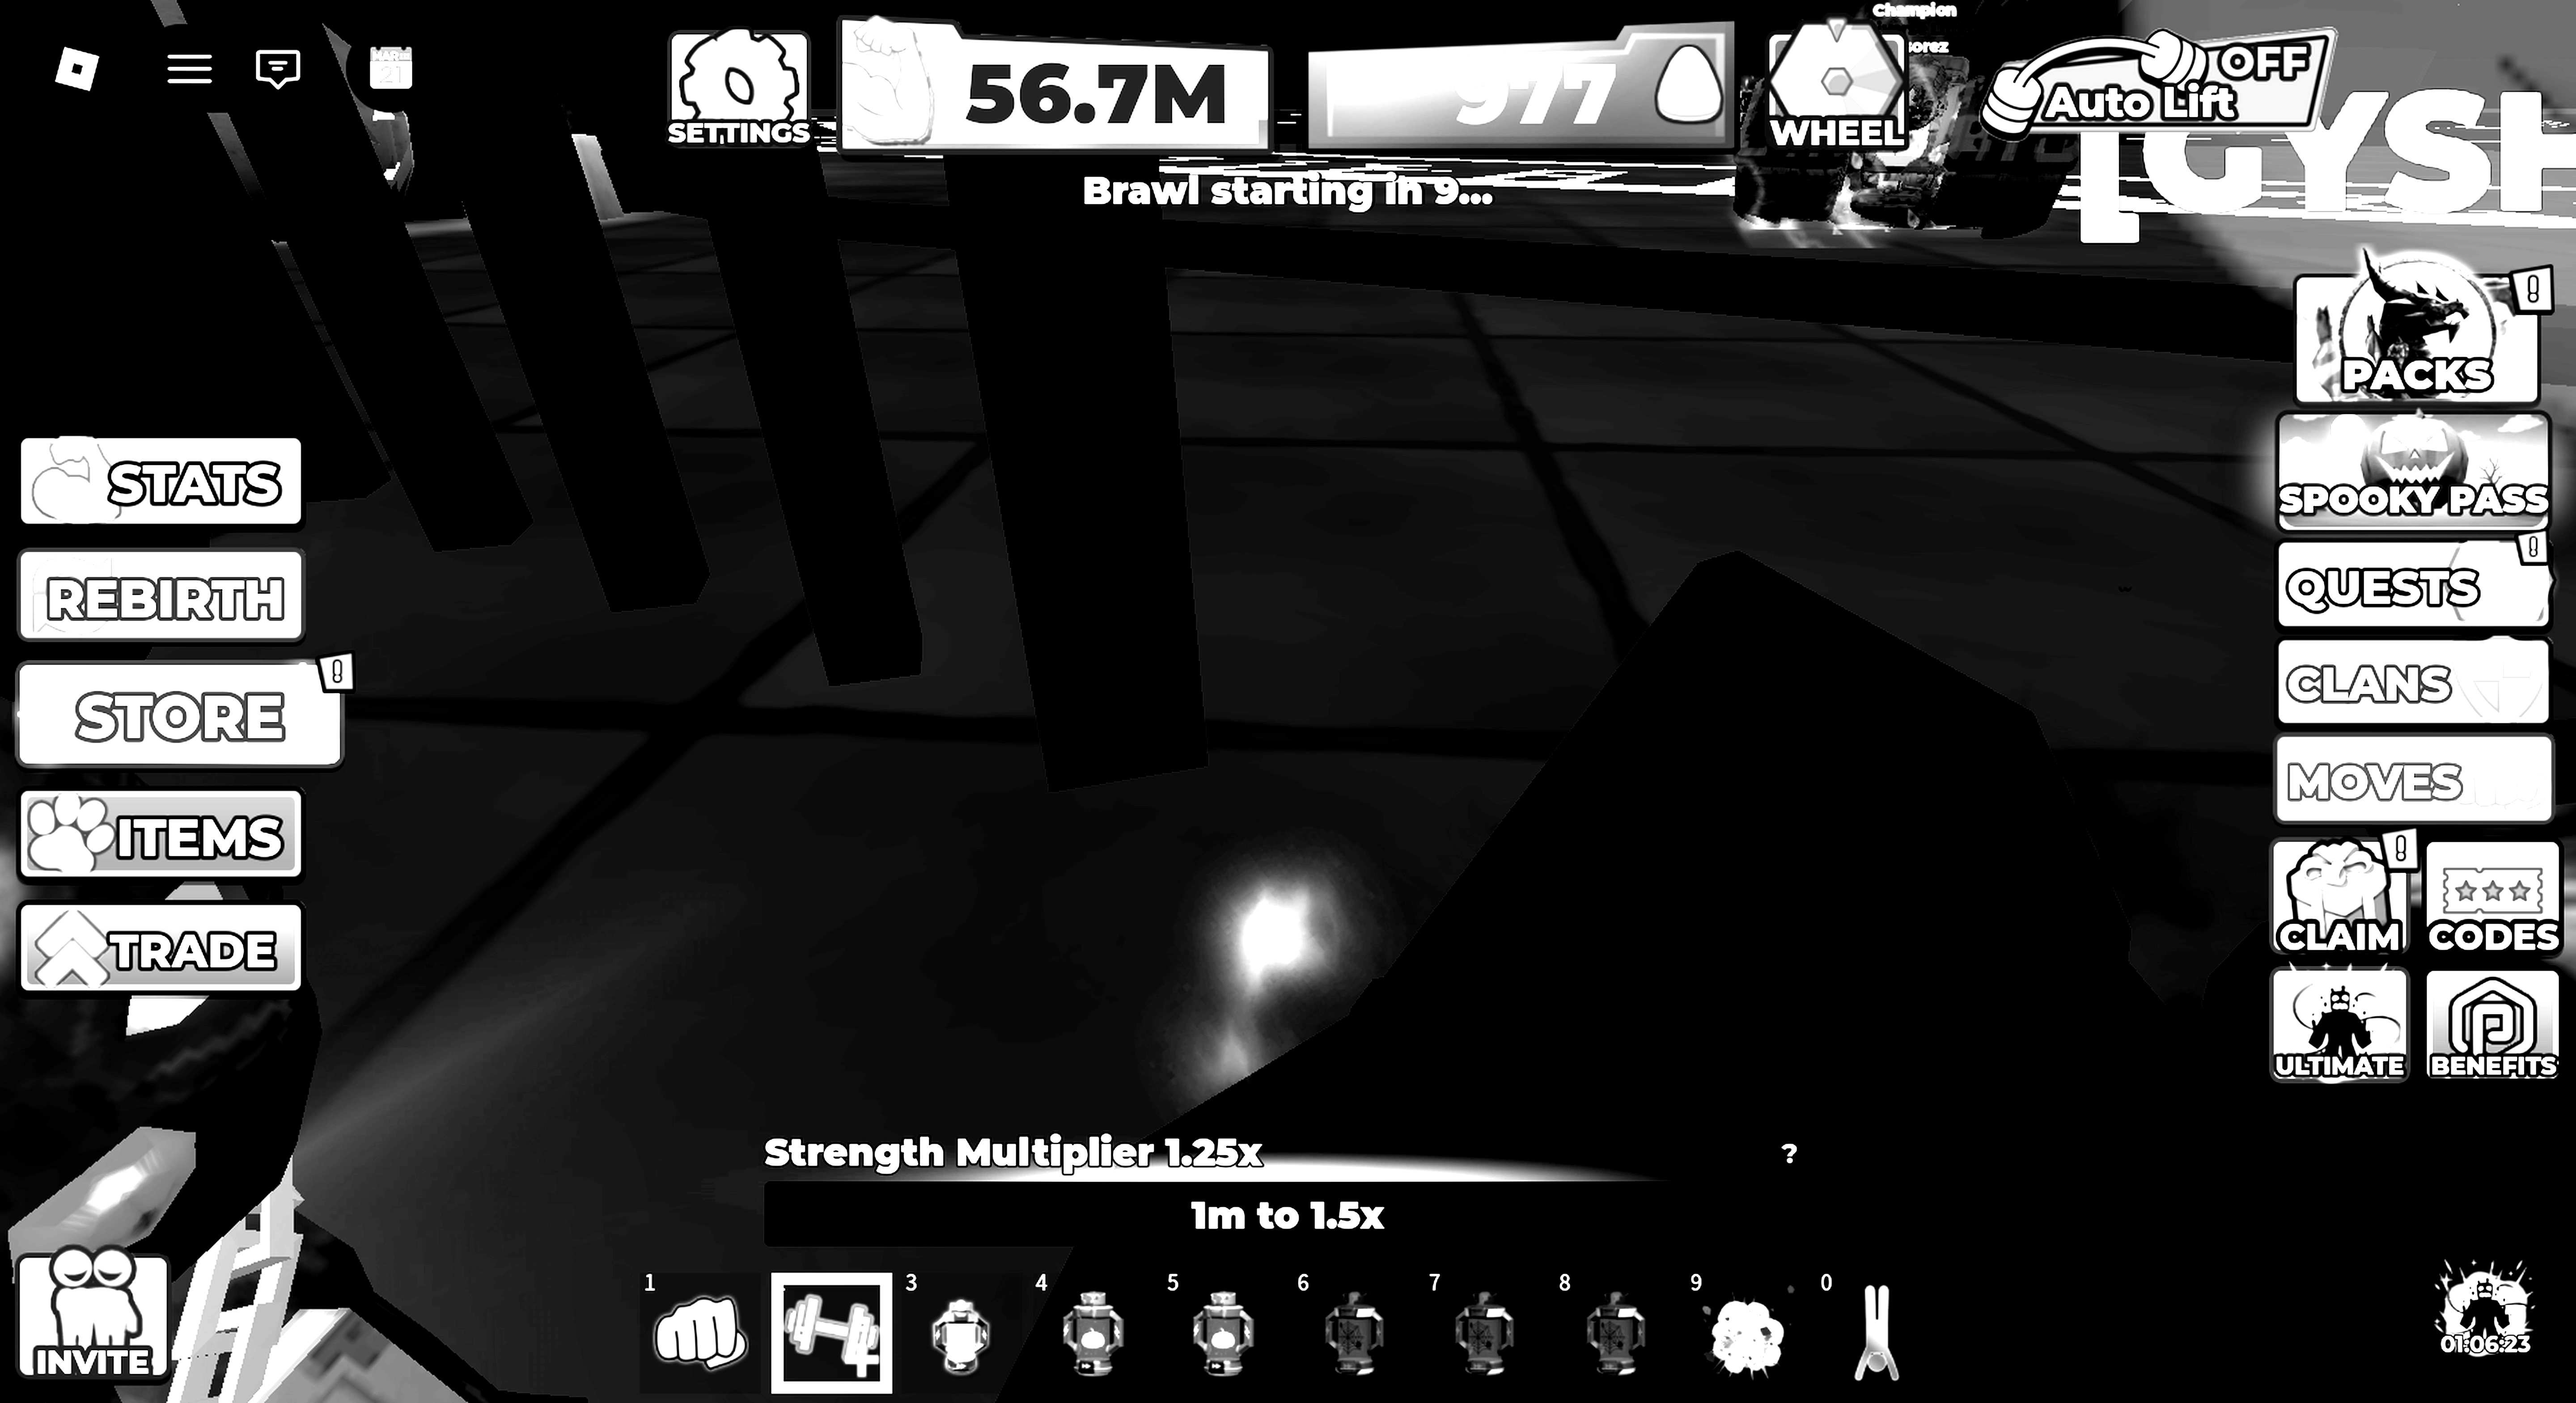 Champion
SETTINGS
56.7M
977
WHEEL
OFF
Auto Lift
Brawl starting in 9...
PACKS
SPOOKY PASS
STATS
QUESTS
REBIRTH
CLANS
STORE
MOVES
ITEMS
CLAIM
CODES
TRADE
ULTIMATE
BENEFITS
Strength Multiplier 1.25x
?
1m to 1.5x
INVITE
1
3
4
5
6
7
8
9
0
01:06:23